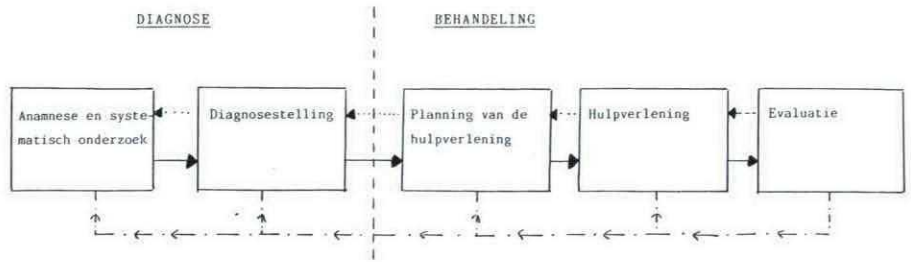 DIAGNOSE
BEHANDELING
Anamnese en syste-
matisch onderzoek
Diagnosestelling
Planning van de
hulpverlening
Hulpverlening
Evaluatie